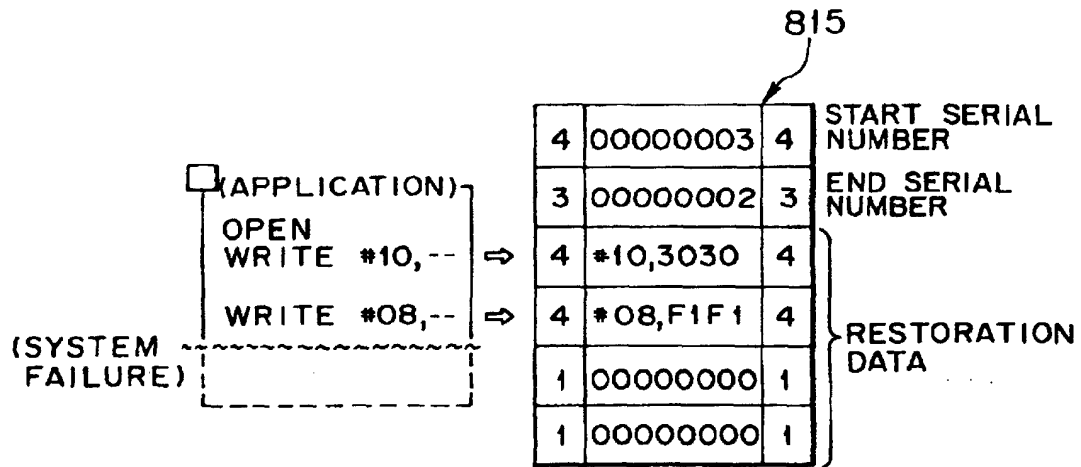 815
4 00000003 4 START SERIAL
NUMBER
3 00000002 3 END SERIAL
NUMBER
(APPLICATION)
OPEN
WRITE #10,-- ⇨ 4 #10,3030 4
WRITE #08,-- ⇨ 4 #08,F1F1 4
(SYSTEM
FAILURE)
RESTORATION
DATA
1 00000000 1
1 00000000 1